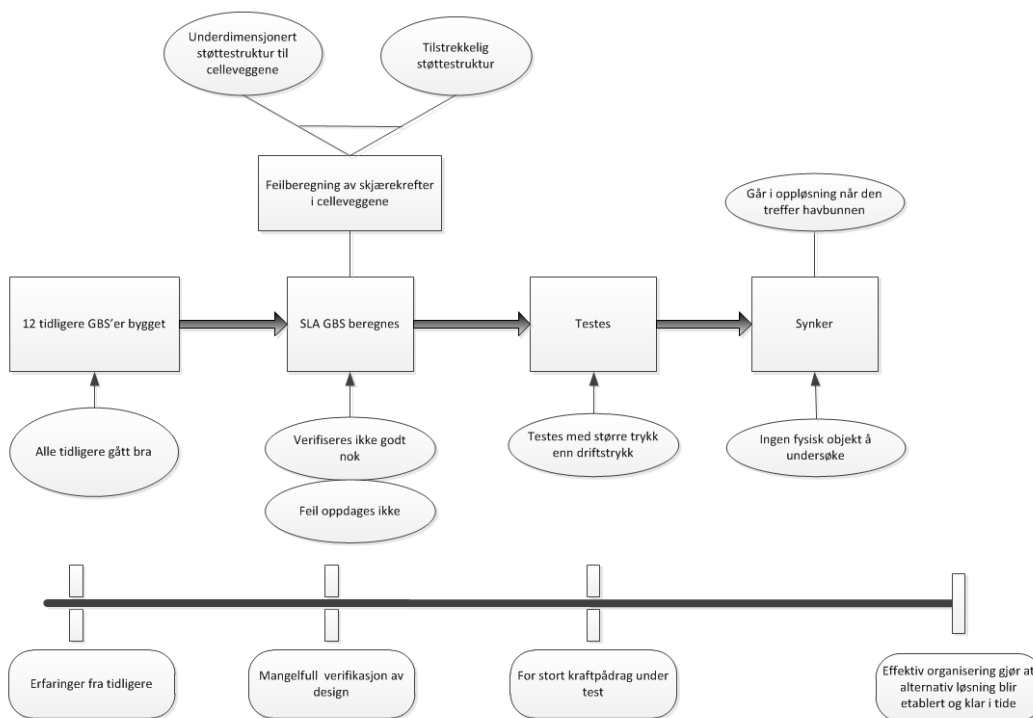 Underdimensjonert
støttestruktur til
celleveggene
Tilstrekkelig
støttestruktur
Feilberegning av skjærekrefter
i celleveggene
Går i oppløsning når den
treffer havbunnen
12 tidligere GBS’er bygget
SLA GBS beregnes
Testes
Synker
Alle tidligere gått bra
Verifiseres ikke godt
nok
Feil oppdages ikke
Testes med større trykk
enn driftstrykk
Ingen fysisk objekt å
undersøke
Erfaringer fra tidligere
Mangelfull verifikasjon av
design
For stort kraftpådrag under
test
Effektiv organisering gjør at
alternativ løsning blir
etablert og klar i tide